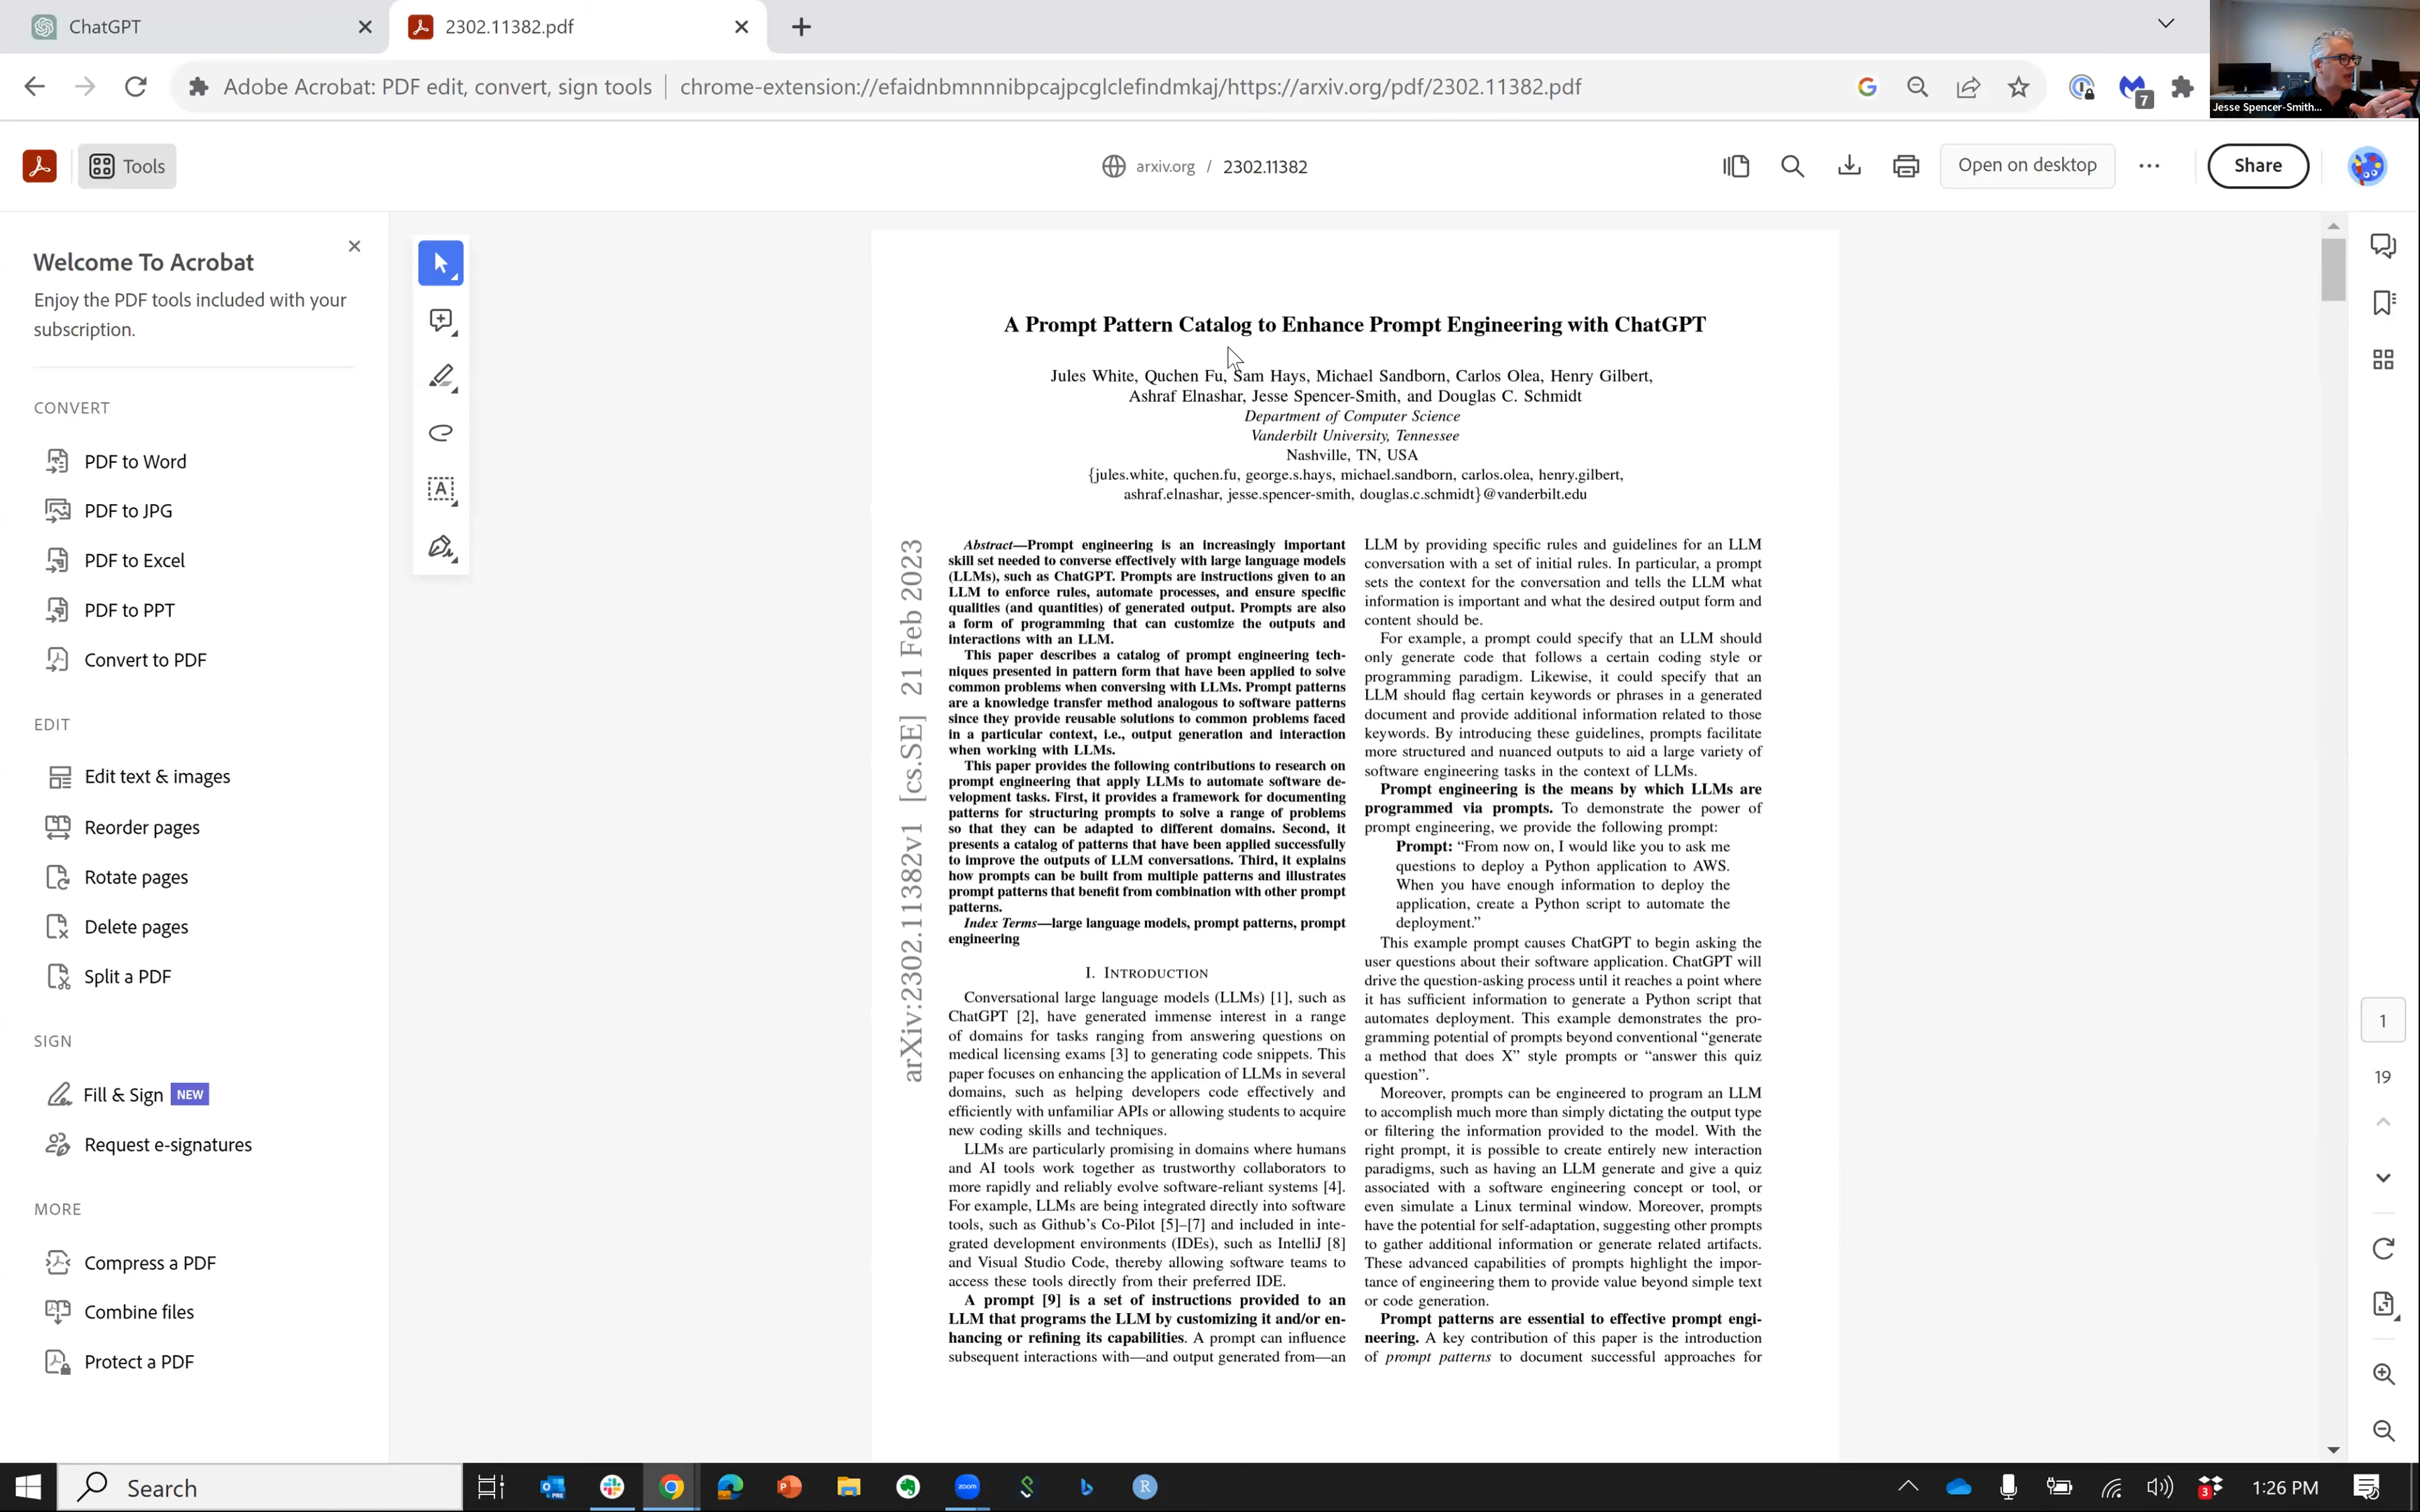 ChatGPT
2302.11382.pdf
Adobe Acrobat: PDF edit, convert, sign tools
chrome-extension://efaidnbmnnnibpcajpcglclefindmkaj/https://arxiv.org/pdf/2302.11382.pdf
7
Jesse Spencer-Smith...
Tools
arxiv.org / 2302.11382
Open on desktop
Share
Welcome To Acrobat
Enjoy the PDF tools included with your
subscription.
CONVERT
PDF to Word
PDF to JPG
PDF to Excel
PDF to PPT
Convert to PDF
EDIT
Edit text & images
Reorder pages
Rotate pages
Delete pages
Split a PDF
SIGN
Fill & Sign NEW
Request e-signatures
MORE
Compress a PDF
Combine files
Protect a PDF
A Prompt Pattern Catalog to Enhance Prompt Engineering with ChatGPT
Jules White, Quchen Fu, Sam Hays, Michael Sandborn, Carlos Olea, Henry Gilbert,
Ashraf Elnashar, Jesse Spencer-Smith, and Douglas C. Schmidt
Department of Computer Science
Vanderbilt University, Tennessee
Nashville, TN, USA
{jules.white, quchen.fu, george.s.hays, michael.sandborn, carlos.olea, henry.gilbert,
ashraf.elnashar, jesse.spencer-smith, douglas.c.schmidt}@vanderbilt.edu
arXiv:2302.11382v1 [cs.SE] 21 Feb 2023
Abstract—Prompt engineering is an increasingly important
skill set needed to converse effectively with large language models
(LLMs), such as ChatGPT. Prompts are instructions given to an
LLM to enforce rules, automate processes, and ensure specific
qualities (and quantities) of generated output. Prompts are also
a form of programming that can customize the outputs and
interactions with an LLM.
This paper describes a catalog of prompt engineering tech-
niques presented in pattern form that have been applied to solve
common problems when conversing with LLMs. Prompt patterns
are a knowledge transfer method analogous to software patterns
since they provide reusable solutions to common problems faced
in a particular context, i.e., output generation and interaction
when working with LLMs.
This paper provides the following contributions to research on
prompt engineering that apply LLMs to automate software de-
velopment tasks. First, it provides a framework for documenting
patterns for structuring prompts to solve a range of problems
so that they can be adapted to different domains. Second, it
presents a catalog of patterns that have been applied successfully
to improve the outputs of LLM conversations. Third, it explains
how prompts can be built from multiple patterns and illustrates
prompt patterns that benefit from combination with other prompt
patterns.
Index Terms—large language models, prompt patterns, prompt
engineering
I. INTRODUCTION
Conversational large language models (LLMs) [1], such as
ChatGPT [2], have generated immense interest in a range
of domains for tasks ranging from answering questions on
medical licensing exams [3] to generating code snippets. This
paper focuses on enhancing the application of LLMs in several
domains, such as helping developers code effectively and
efficiently with unfamiliar APIs or allowing students to acquire
new coding skills and techniques.
LLMs are particularly promising in domains where humans
and AI tools work together as trustworthy collaborators to
more rapidly and reliably evolve software-reliant systems [4].
For example, LLMs are being integrated directly into software
tools, such as Github's Co-Pilot [5]–[7] and included in inte-
grated development environments (IDEs), such as IntelliJ [8]
and Visual Studio Code, thereby allowing software teams to
access these tools directly from their preferred IDE.
A prompt [9] is a set of instructions provided to an
LLM that programs the LLM by customizing it and/or en-
hancing or refining its capabilities. A prompt can influence
subsequent interactions with—and output generated from—an
LLM by providing specific rules and guidelines for an LLM
conversation with a set of initial rules. In particular, a prompt
sets the context for the conversation and tells the LLM what
information is important and what the desired output form and
content should be.
For example, a prompt could specify that an LLM should
only generate code that follows a certain coding style or
programming paradigm. Likewise, it could specify that an
LLM should flag certain keywords or phrases in a generated
document and provide additional information related to those
keywords. By introducing these guidelines, prompts facilitate
more structured and nuanced outputs to aid a large variety of
software engineering tasks in the context of LLMs.
Prompt engineering is the means by which LLMs are
programmed via prompts. To demonstrate the power of
prompt engineering, we provide the following prompt:
Prompt: “From now on, I would like you to ask me
questions to deploy a Python application to AWS.
When you have enough information to deploy the
application, create a Python script to automate the
deployment.”
This example prompt causes ChatGPT to begin asking the
user questions about their software application. ChatGPT will
drive the question-asking process until it reaches a point where
it has sufficient information to generate a Python script that
automates deployment. This example demonstrates the pro-
gramming potential of prompts beyond conventional “generate
a method that does X” style prompts or “answer this quiz
question”.
Moreover, prompts can be engineered to program an LLM
to accomplish much more than simply dictating the output type
or filtering the information provided to the model. With the
right prompt, it is possible to create entirely new interaction
paradigms, such as having an LLM generate and give a quiz
associated with a software engineering concept or tool, or
even simulate a Linux terminal window. Moreover, prompts
have the potential for self-adaptation, suggesting other prompts
to gather additional information or generate related artifacts.
These advanced capabilities of prompts highlight the impor-
tance of engineering them to provide value beyond simple text
or code generation.
Prompt patterns are essential to effective prompt engi-
neering. A key contribution of this paper is the introduction
of prompt patterns to document successful approaches for
1
19
Search
zoom
3
1:26 PM